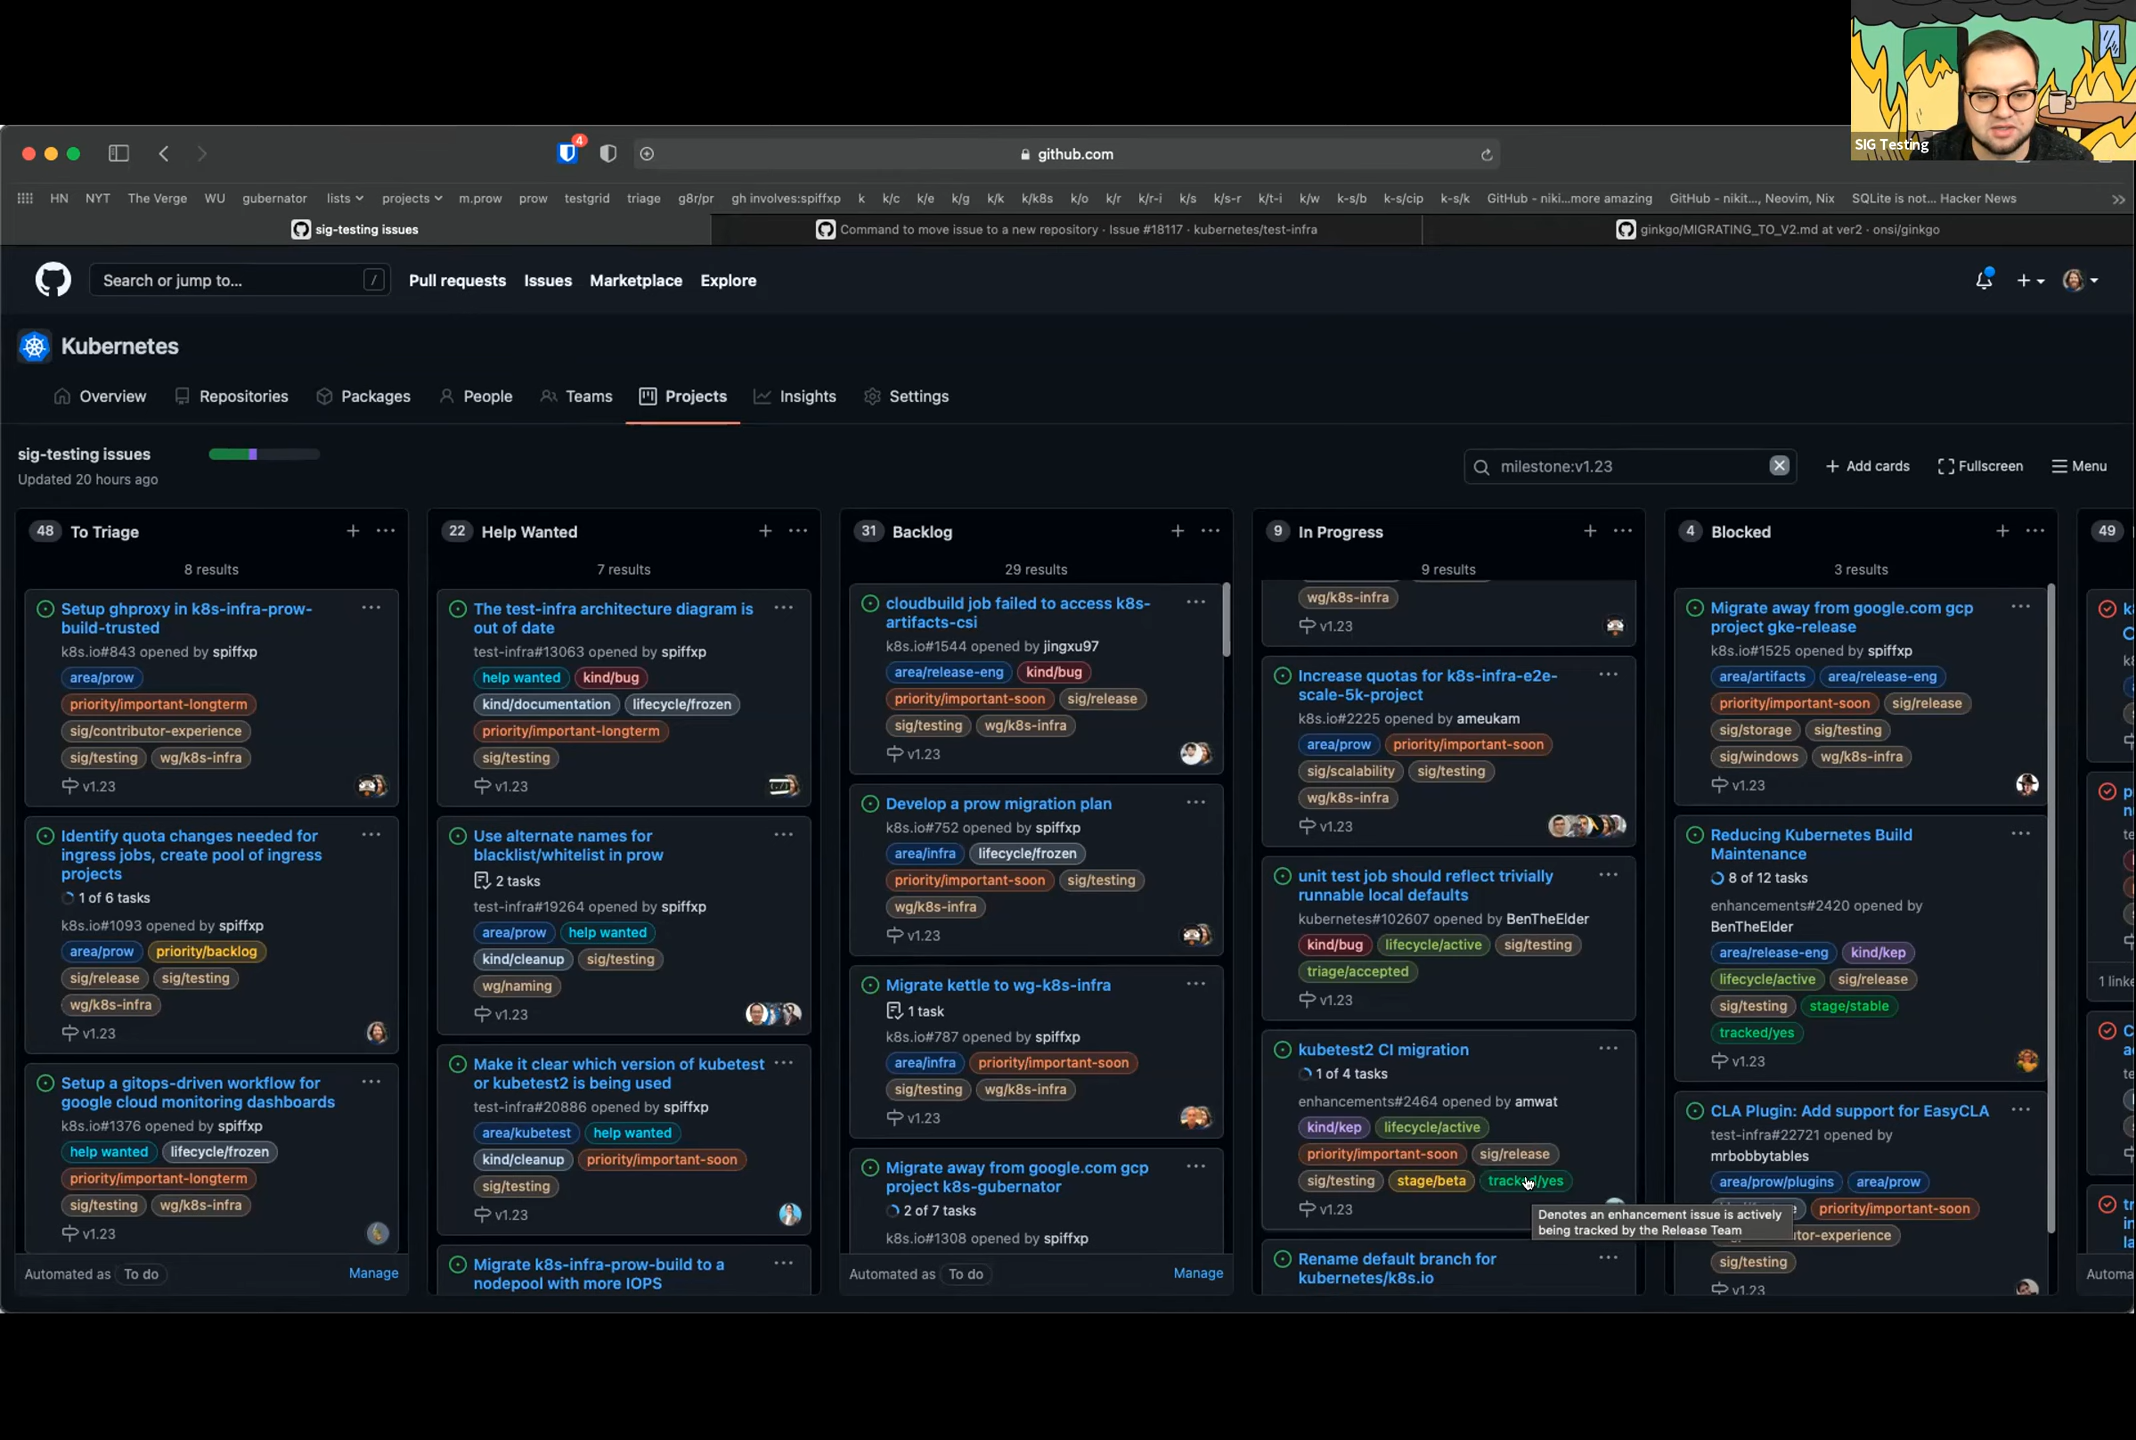 SIG Testing
4
github.com
HN NYT The Verge WU gubernator lists projects m.prow prow testgrid triage g8r/pr gh involves:spiffxp k k/c k/e k/g k/k k/k8s k/o k/r k/r-i k/s k/s-r k/t-i k/w k-s/b k-s/cip k-s/k GitHub - niki...more amazing GitHub - nikit..., Neovim, Nix SQLite is not... Hacker News
sig-testing issues
Command to move issue to a new repository · Issue #18117 · kubernetes/test-infra
ginkgo/MIGRATING_TO_V2.md at ver2 · onsi/ginkgo
Search or jump to... /
Pull requests Issues Marketplace Explore
Kubernetes
Overview Repositories Packages People Teams Projects Insights Settings
sig-testing issues
Updated 20 hours ago
milestone:v1.23
+ Add cards Fullscreen Menu
48 To Triage
8 results
Setup ghproxy in k8s-infra-prow-
build-trusted
k8s.io#843 opened by spiffxp
area/prow
priority/important-longterm
sig/contributor-experience
sig/testing wg/k8s-infra
v1.23
Identify quota changes needed for
ingress jobs, create pool of ingress
projects
1 of 6 tasks
k8s.io#1093 opened by spiffxp
area/prow priority/backlog
sig/release sig/testing
wg/k8s-infra
v1.23
Setup a gitops-driven workflow for
google cloud monitoring dashboards
k8s.io#1376 opened by spiffxp
help wanted lifecycle/frozen
priority/important-longterm
sig/testing wg/k8s-infra
v1.23
Automated as To do Manage
22 Help Wanted
7 results
The test-infra architecture diagram is
out of date
test-infra#13063 opened by spiffxp
help wanted kind/bug
kind/documentation lifecycle/frozen
priority/important-longterm
sig/testing
v1.23
Use alternate names for
blacklist/whitelist in prow
2 tasks
test-infra#19264 opened by spiffxp
area/prow help wanted
kind/cleanup sig/testing
wg/naming
v1.23
Make it clear which version of kubetest
or kubetest2 is being used
test-infra#20886 opened by spiffxp
area/kubetest help wanted
kind/cleanup priority/important-soon
sig/testing
v1.23
Migrate k8s-infra-prow-build to a
nodepool with more IOPS
31 Backlog
29 results
cloudbuild job failed to access k8s-
artifacts-csi
k8s.io#1544 opened by jingxu97
area/release-eng kind/bug
priority/important-soon sig/release
sig/testing wg/k8s-infra
v1.23
Develop a prow migration plan
k8s.io#752 opened by spiffxp
area/infra lifecycle/frozen
priority/important-soon sig/testing
wg/k8s-infra
v1.23
Migrate kettle to wg-k8s-infra
1 task
k8s.io#787 opened by spiffxp
area/infra priority/important-soon
sig/testing wg/k8s-infra
v1.23
Migrate away from google.com gcp
project k8s-gubernator
2 of 7 tasks
k8s.io#1308 opened by spiffxp
Automated as To do Manage
9 In Progress
9 results
wg/k8s-infra
v1.23
Increase quotas for k8s-infra-e2e-
scale-5k-project
k8s.io#2225 opened by ameukam
area/prow priority/important-soon
sig/scalability sig/testing
wg/k8s-infra
v1.23
unit test job should reflect trivially
runnable local defaults
kubernetes#102607 opened by BenTheElder
kind/bug lifecycle/active sig/testing
triage/accepted
v1.23
kubetest2 CI migration
1 of 4 tasks
enhancements#2464 opened by amwat
kind/kep lifecycle/active
priority/important-soon sig/release
sig/testing stage/beta tracked/yes
v1.23
Denotes an enhancement issue is actively
being tracked by the Release Team
Rename default branch for
kubernetes/k8s.io
4 Blocked
3 results
Migrate away from google.com gcp
project gke-release
k8s.io#1525 opened by spiffxp
area/artifacts area/release-eng
priority/important-soon sig/release
sig/storage sig/testing
sig/windows wg/k8s-infra
v1.23
Reducing Kubernetes Build
Maintenance
8 of 12 tasks
enhancements#2420 opened by
BenTheElder
area/release-eng kind/kep
lifecycle/active sig/release
sig/testing stage/stable
tracked/yes
v1.23
CLA Plugin: Add support for EasyCLA
test-infra#22721 opened by
mrbobbytables
area/prow/plugins area/prow
priority/important-soon
tor-experience
sig/testing
v1.23
49
1 linke
Automa